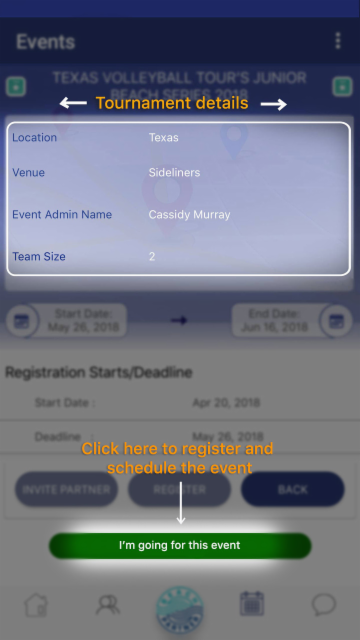 Events
TEXAS VOLLEYBALL TOUR'S JUNIOR
BEACH SERIES 2018
Tournament details
Location Texas
Venue Sideliners
Event Admin Name Cassidy Murray
Team Size 2
Start Date: End Date:
May 26, 2018 Jun 16, 2018
Registration Starts/Deadline
Start Date : Apr 20, 2018
Deadline : May 26, 2018
Click here to register and
schedule the event
INVITE PARTNER REGISTER BACK
I'm going for this event